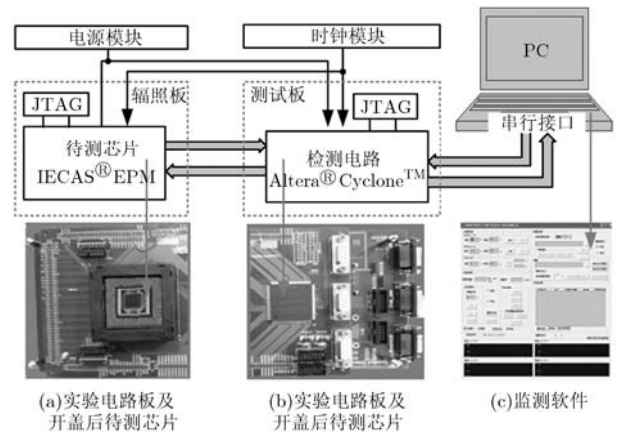 电源模块
时钟模块
PC
辐照板
测试板
JTAG
JTAG
串行接口
待测芯片
IECAS®EPM
检测电路
Altera®Cyclone™
(a)实验电路板及
开盖后待测芯片
(b)实验电路板及
开盖后待测芯片
(c)监测软件